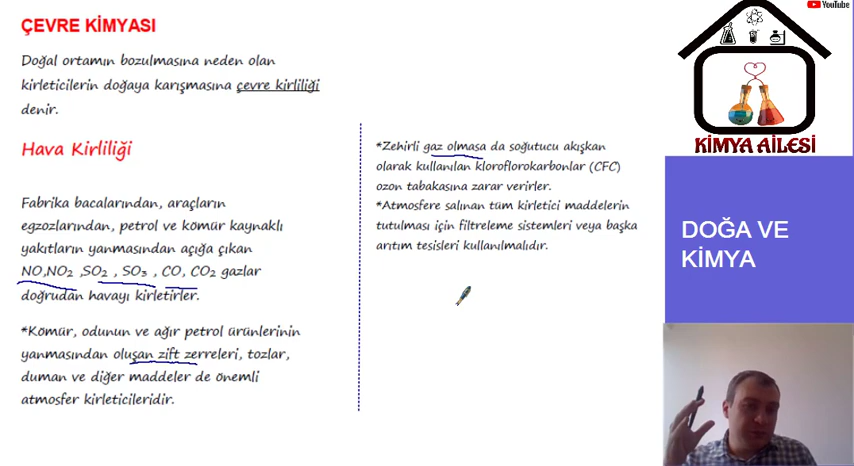 ÇEVRE KİMYASI
Doğal ortamın bozulmasına neden olan
kirleticilerin doğaya karışmasına çevre kirliliği
denir.
Hava Kirliliği
Fabrika bacalarından, araçların
egzozlarından, petrol ve kömür kaynaklı
yakıtların yanmasından açığa çıkan
NO,NO₂ ,SO₂ , SO₃ , CO, CO₂ gazlar
doğrudan havayı kirletirler.
*Kömür, odunun ve ağır petrol ürünlerinin
yanmasından oluşan zift zerreleri, tozlar,
duman ve diğer maddeler de önemli
atmosfer kirleticileridir.
*Zehirli gaz olmasa da soğutucu akışkan
olarak kullanılan kloroflorokarbonlar (CFC)
ozon tabakasına zarar verirler.
*Atmosfere salınan tüm kirletici maddelerin
tutulması için filtreleme sistemleri veya başka
arıtım tesisleri kullanılmalıdır.
YouTube
KİMYA AİLESİ
DOĞA VE
KİMYA